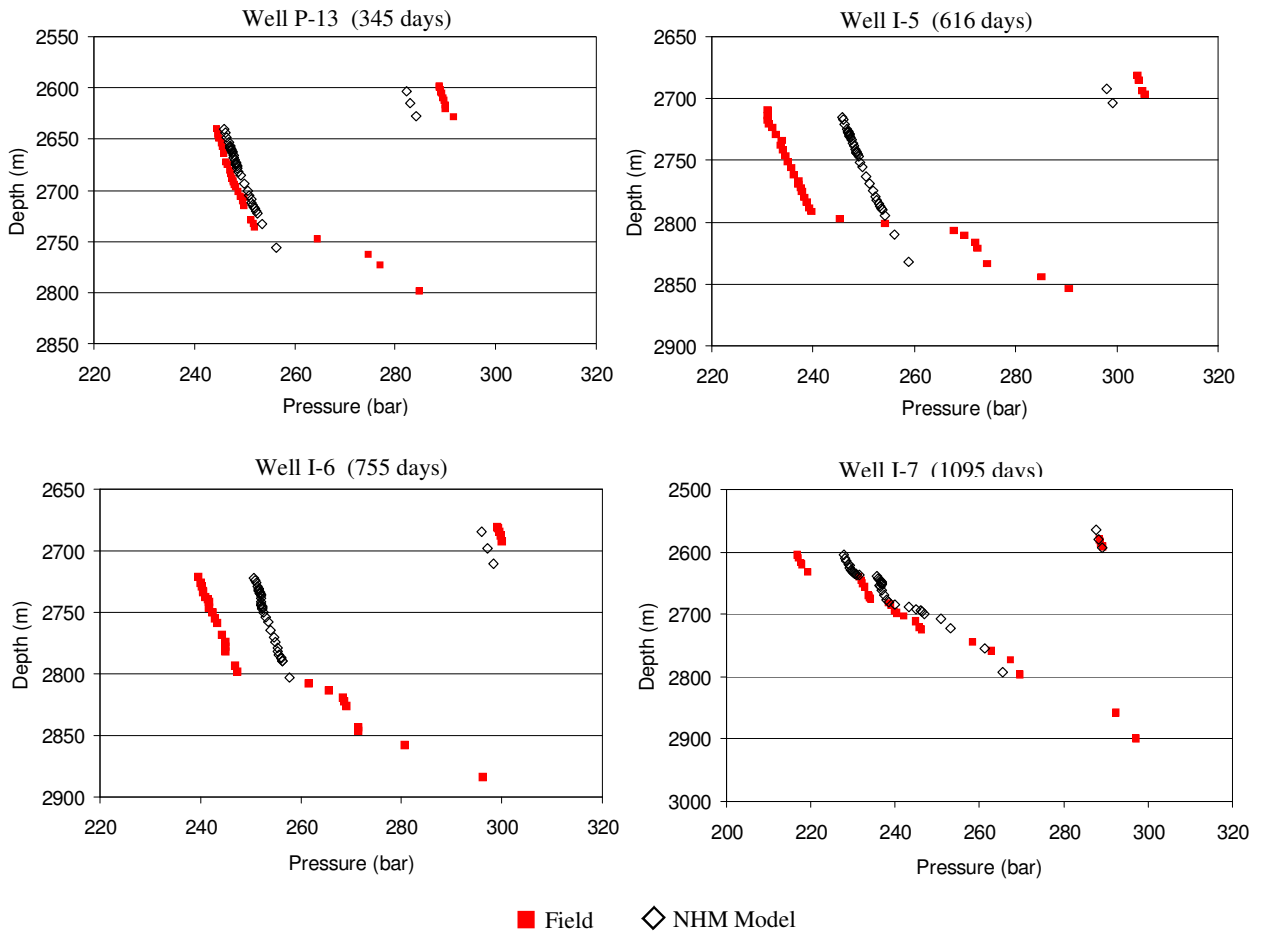 Well P-13 (345 days)
2550
2600
2650
2700
2750
2800
2850
Depth (m)
220 240 260 280 300 320
Pressure (bar)
Well I-5 (616 days)
2650
2700
2750
2800
2850
2900
Depth (m)
220 240 260 280 300 320
Pressure (bar)
Well I-6 (755 days)
2650
2700
2750
2800
2850
2900
Depth (m)
220 240 260 280 300 320
Pressure (bar)
Well I-7 (1095 days)
2500
2600
2700
2800
2900
3000
Depth (m)
200 220 240 260 280 300 320
Pressure (bar)
Field NHM Model